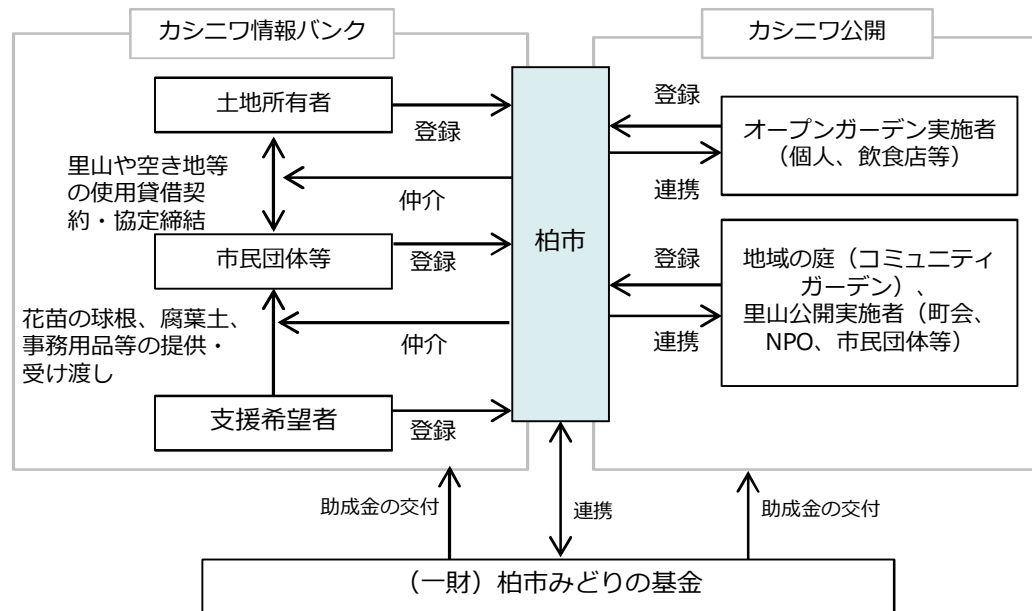 カシニワ情報バンク
カシニワ公開
土地所有者
登録
里山や空き地等
の使用貸借契
約・協定締結
仲介
市民団体等
登録
花苗の球根、腐葉土、
事務用品等の提供・
受け渡し
仲介
支援希望者
登録
柏市
登録
オープンガーデン実施者
（個人、飲食店等）
連携
登録
地域の庭（コミュニティ
ガーデン）、
里山公開実施者（町会、
NPO、市民団体等）
連携
助成金の交付
連携
助成金の交付
（一財）柏市みどりの基金